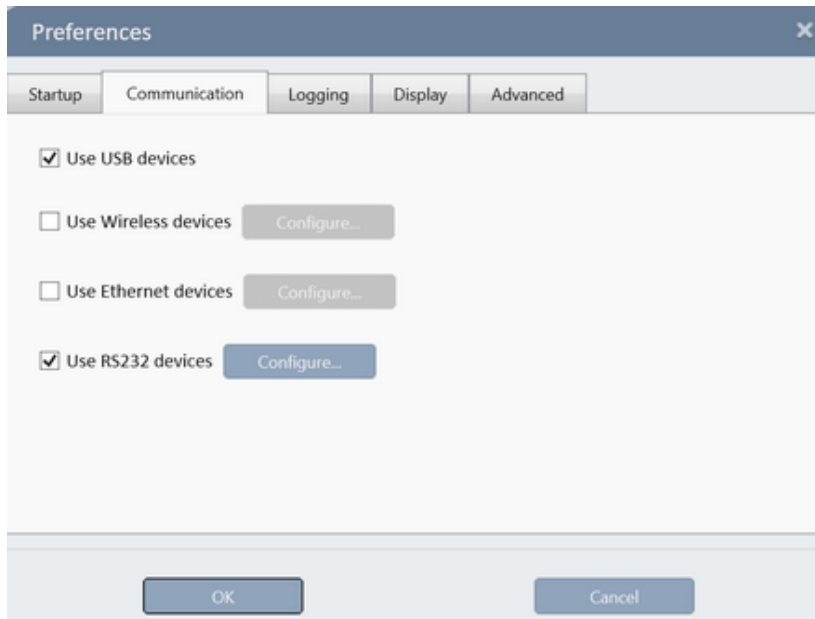 Preferences
Startup Communication Logging Display Advanced
Use USB devices
Use Wireless devices Configure...
Use Ethernet devices Configure...
Use RS232 devices Configure...
OK Cancel